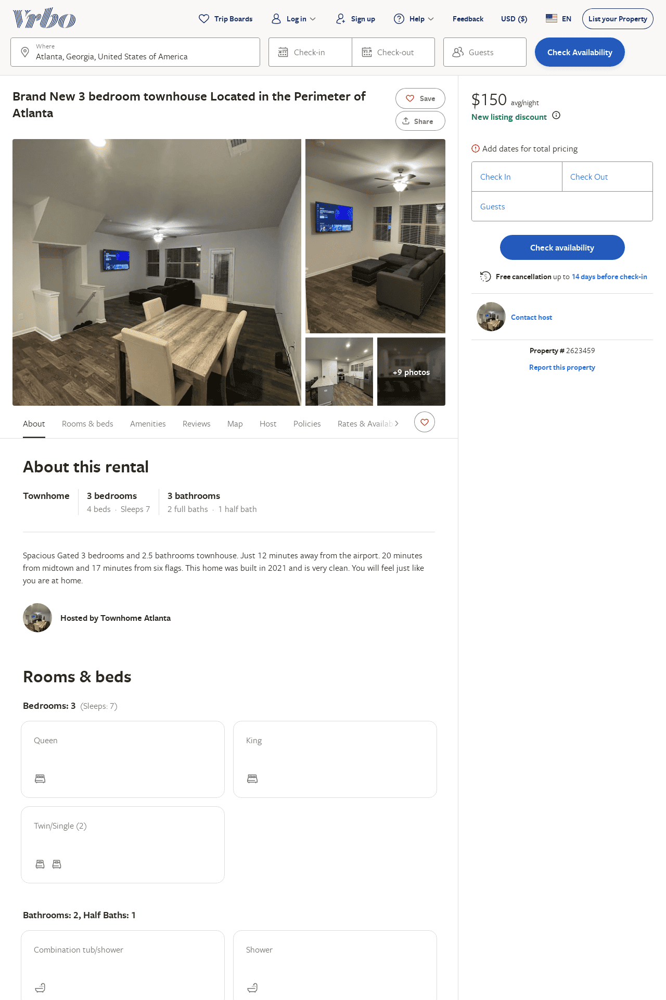 Vrbo
Trip Boards
Log in
Sign up
Help
Feedback
USD ($)
EN
List your Property
Where
Atlanta, Georgia, United States of America
Check-in
Check-out
Guests
Check Availability
Brand New 3 bedroom townhouse Located in the Perimeter of
Atlanta
Save
Share
+9 photos
$150 avg/night
New listing discount
Add dates for total pricing
Check In
Check Out
Guests
Check availability
Free cancellation up to 14 days before check-in
Contact host
Property # 2623459
Report this property
About
Rooms & beds
Amenities
Reviews
Map
Host
Policies
Rates & Availab
About this rental
Townhome
3 bedrooms
4 beds · Sleeps 7
3 bathrooms
2 full baths · 1 half bath
Spacious Gated 3 bedrooms and 2.5 bathrooms townhouse. Just 12 minutes away from the airport. 20 minutes
from midtown and 17 minutes from six flags. This home was built in 2021 and is very clean. You will feel just like
you are at home.
Hosted by Townhome Atlanta
Rooms & beds
Bedrooms: 3 (Sleeps: 7)
Queen
King
Twin/Single (2)
Bathrooms: 2, Half Baths: 1
Combination tub/shower
Shower